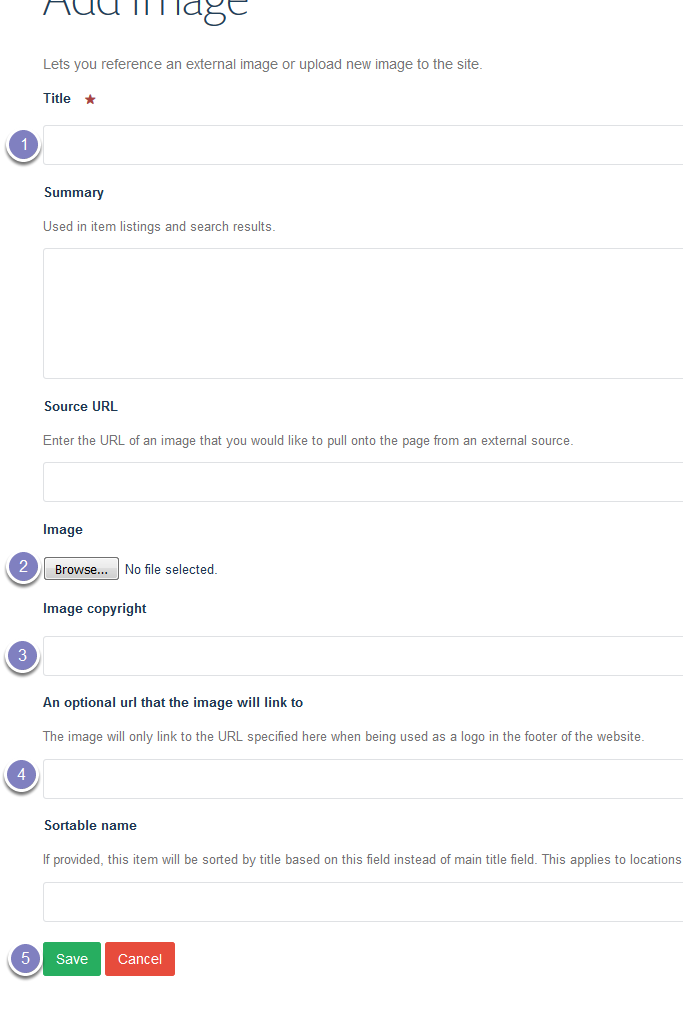 Add Image
Lets you reference an external image or upload new image to the site.
Title ★
1
Summary
Used in item listings and search results.
Source URL
Enter the URL of an image that you would like to pull onto the page from an external source.
Image
2 Browse... No file selected.
Image copyright
3
An optional url that the image will link to
The image will only link to the URL specified here when being used as a logo in the footer of the website.
4
Sortable name
If provided, this item will be sorted by title based on this field instead of main title field. This applies to locations
5 Save Cancel